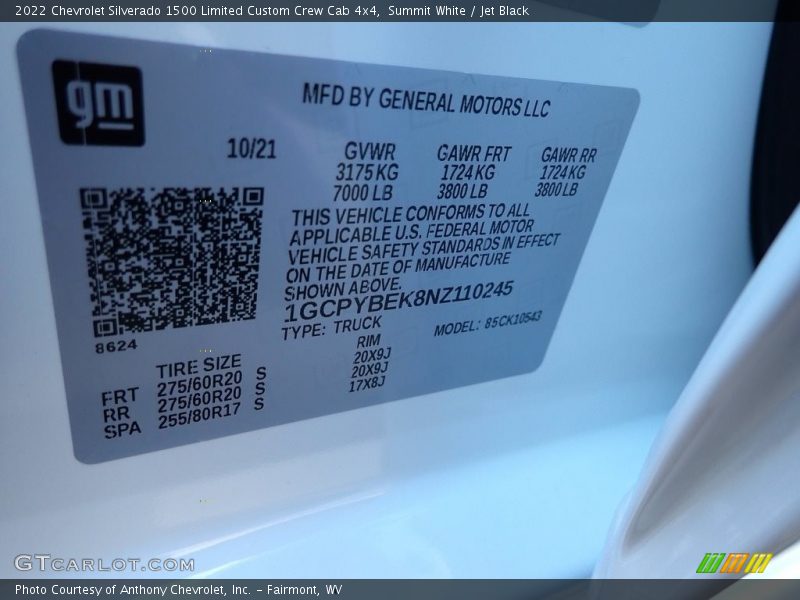 2022 Chevrolet Silverado 1500 Limited Custom Crew Cab 4x4, Summit White / Jet Black
gm
MFD BY GENERAL MOTORS LLC
10/21
GVWR GAWR FRT GAWR RR
3175 KG 1724 KG 1724 KG
7000 LB 3800 LB 3800 LB
THIS VEHICLE CONFORMS TO ALL
APPLICABLE U.S. FEDERAL MOTOR
VEHICLE SAFETY STANDARDS IN EFFECT
ON THE DATE OF MANUFACTURE
SHOWN ABOVE.
1GCPYBEK8NZ110245
TYPE: TRUCK MODEL: 85CK10543
8624
TIRE SIZE RIM
FRT 275/60R20 S 20X9J
RR 275/60R20 S 20X9J
SPA 255/80R17 S 17X8J
GTCARLOT.COM
Photo Courtesy of Anthony Chevrolet, Inc. – Fairmont, WV